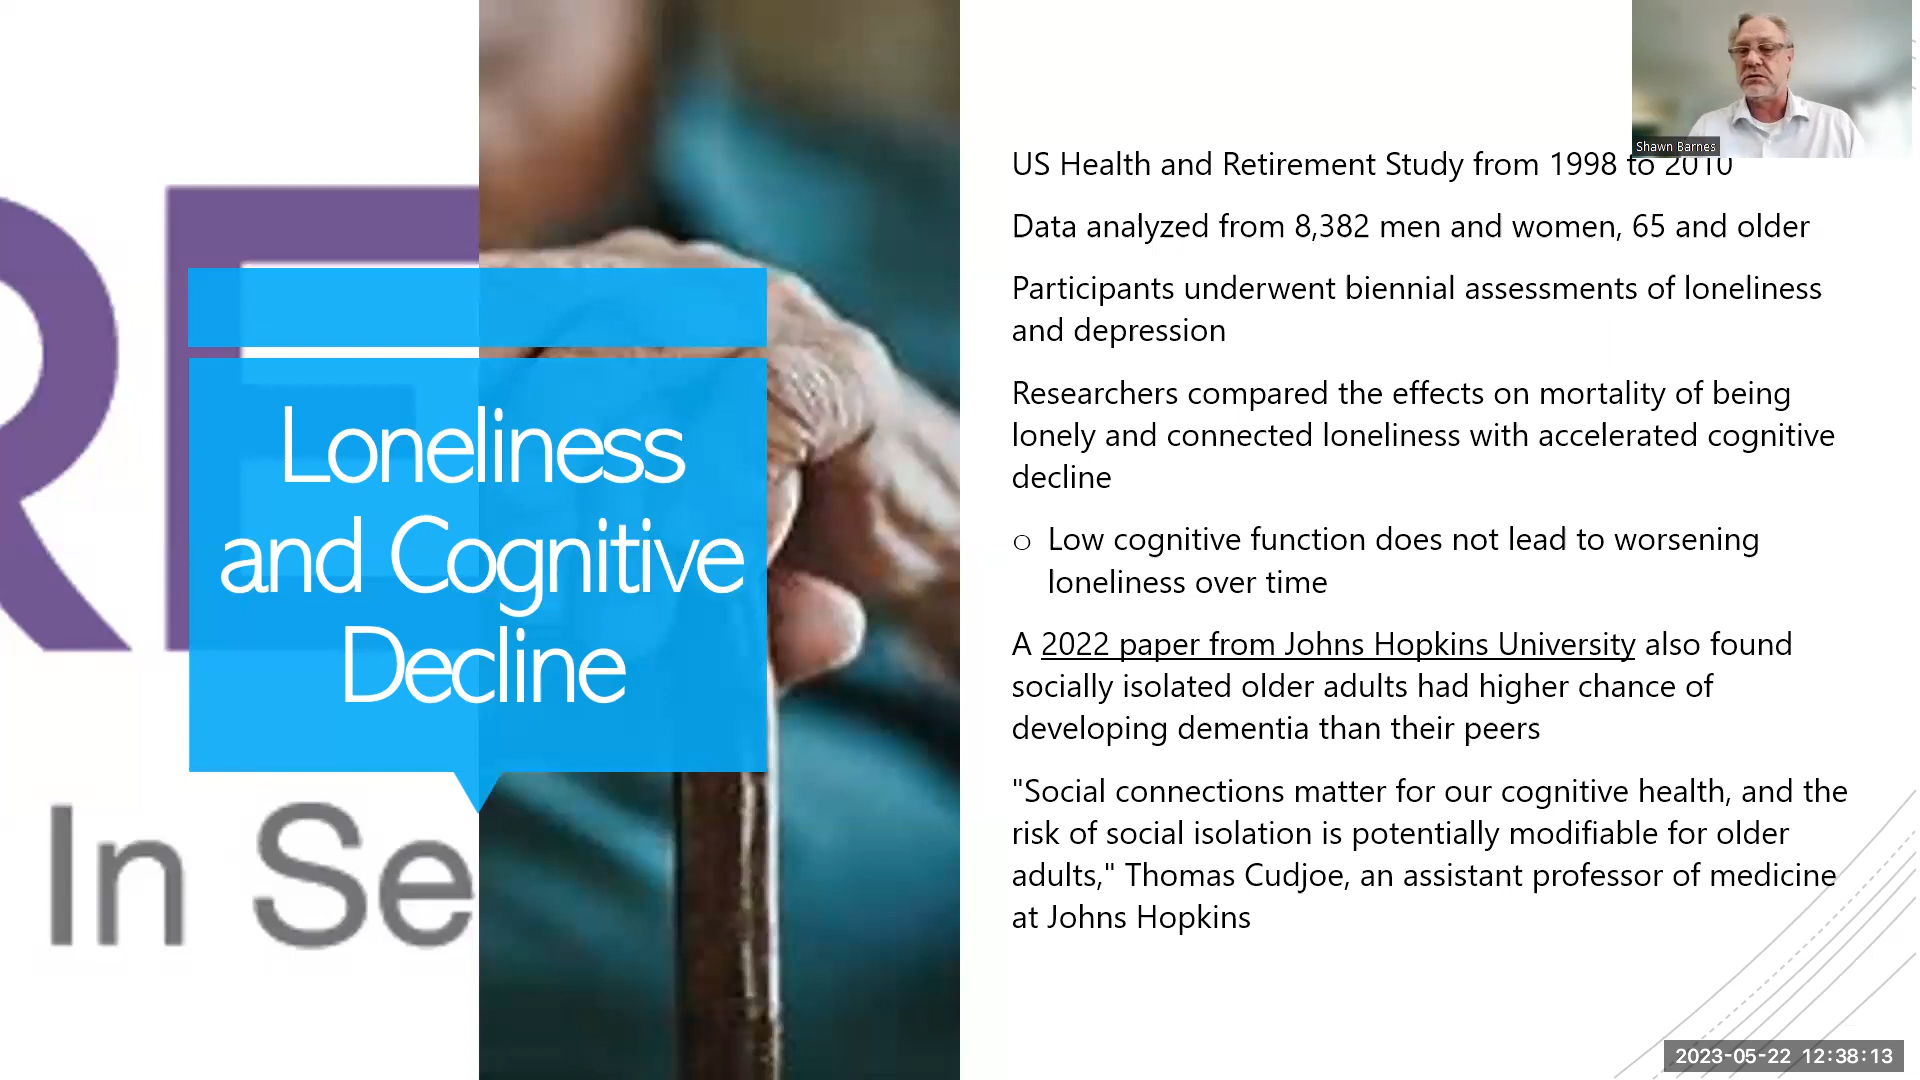 RE
In Se
Loneliness
and Cognitive
Decline
Shawn Barnes
US Health and Retirement Study from 1998 to 2010
Data analyzed from 8,382 men and women, 65 and older
Participants underwent biennial assessments of loneliness
and depression
Researchers compared the effects on mortality of being
lonely and connected loneliness with accelerated cognitive
decline
○ Low cognitive function does not lead to worsening
loneliness over time
A 2022 paper from Johns Hopkins University also found
socially isolated older adults had higher chance of
developing dementia than their peers
"Social connections matter for our cognitive health, and the
risk of social isolation is potentially modifiable for older
adults," Thomas Cudjoe, an assistant professor of medicine
at Johns Hopkins
2023-05-22 12:38:13